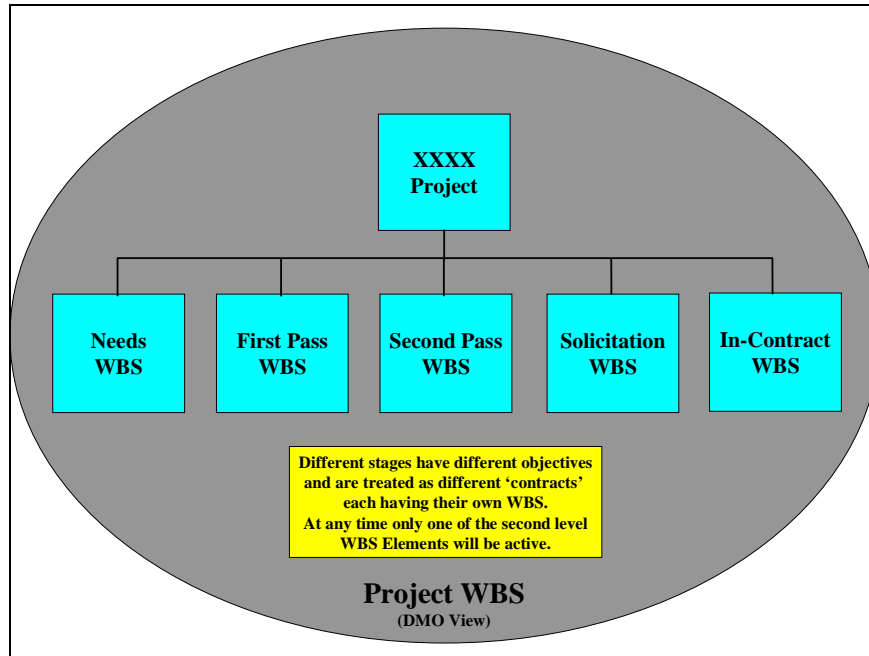 XXXX
Project
Needs
WBS
First Pass
WBS
Second Pass
WBS
Solicitation
WBS
In-Contract
WBS
Different stages have different objectives
and are treated as different ‘contracts’
each having their own WBS.
At any time only one of the second level
WBS Elements will be active.
Project WBS
(DMO View)